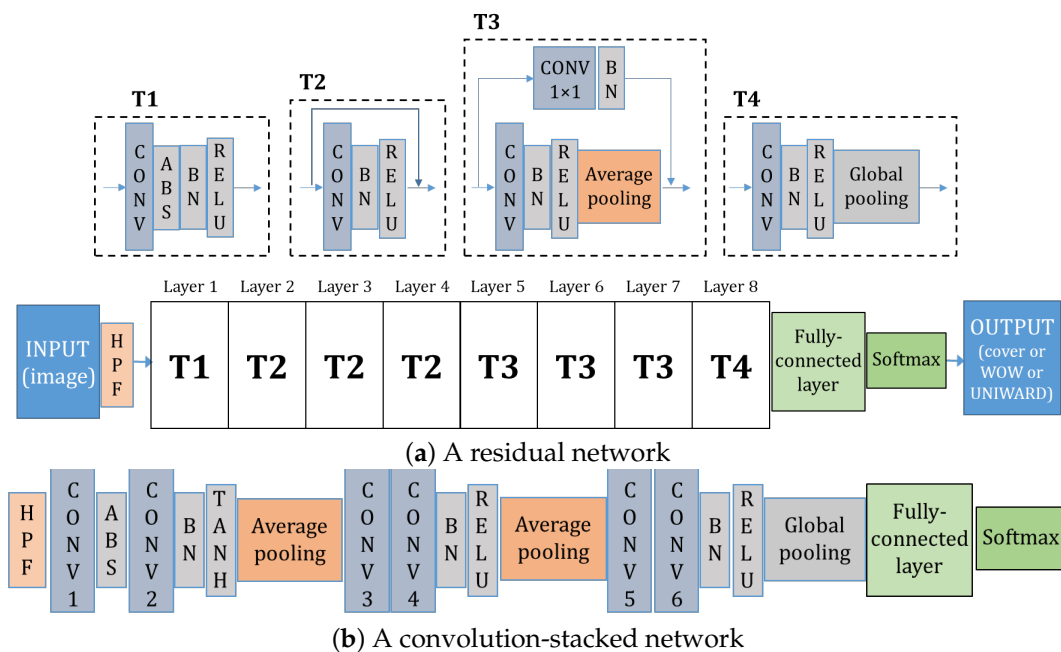 T1
C O N V
A B S
B N
R E L U
T2
C O N V
B N
R E L U
T3
CONV
1×1
B N
C O N V
B N
R E L U
Average
pooling
T4
C O N V
B N
R E L U
Global
pooling
Layer 1 Layer 2 Layer 3 Layer 4 Layer 5 Layer 6 Layer 7 Layer 8
INPUT
(image)
H P F
T1 T2 T2 T2 T3 T3 T3 T4
Fully-
connected
layer
Softmax
OUTPUT
(cover or
WOW or
UNIWARD)
(a) A residual network
H P F
C O N V 1
A B S
C O N V 2
B N
T A N H
Average
pooling
C O N V 3
C O N V 4
B N
R E L U
Average
pooling
C O N V 5
C O N V 6
B N
R E L U
Global
pooling
Fully-
connected
layer
Softmax
(b) A convolution-stacked network